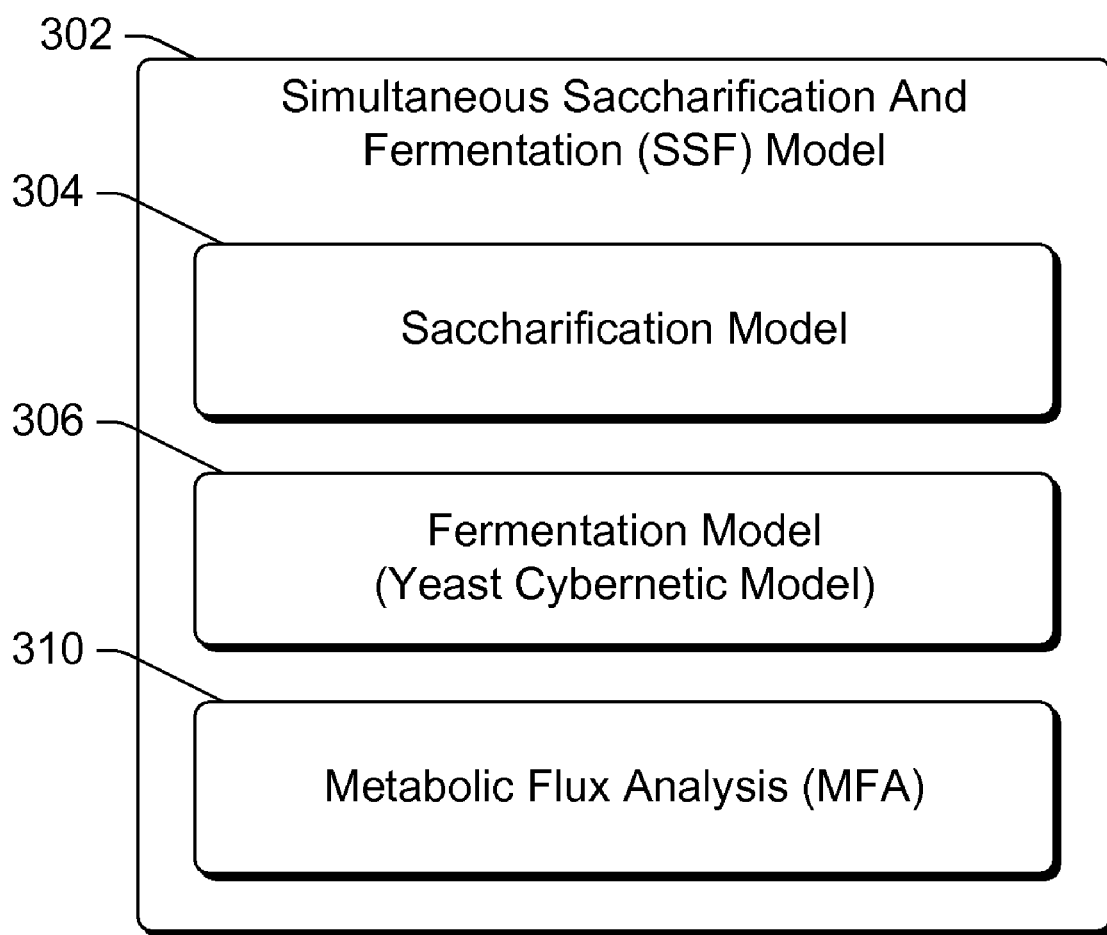 302
Simultaneous Saccharification And
Fermentation (SSF) Model
304
Saccharification Model
306
Fermentation Model
(Yeast Cybernetic Model)
310
Metabolic Flux Analysis (MFA)